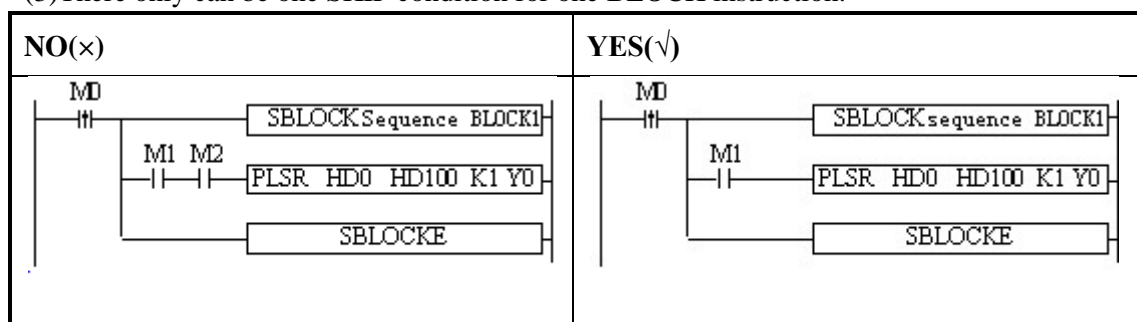 (3)There only can be one SKIP condition for one BLOCK instruction.
NO(×) YES(√)
M0
SBLOCK Sequence BLOCK1
M1 M2
PLSR HD0 HD100 K1 Y0
SBLOCKE
M0
SBLOCK sequence BLOCK1
M1
PLSR HD0 HD100 K1 Y0
SBLOCKE